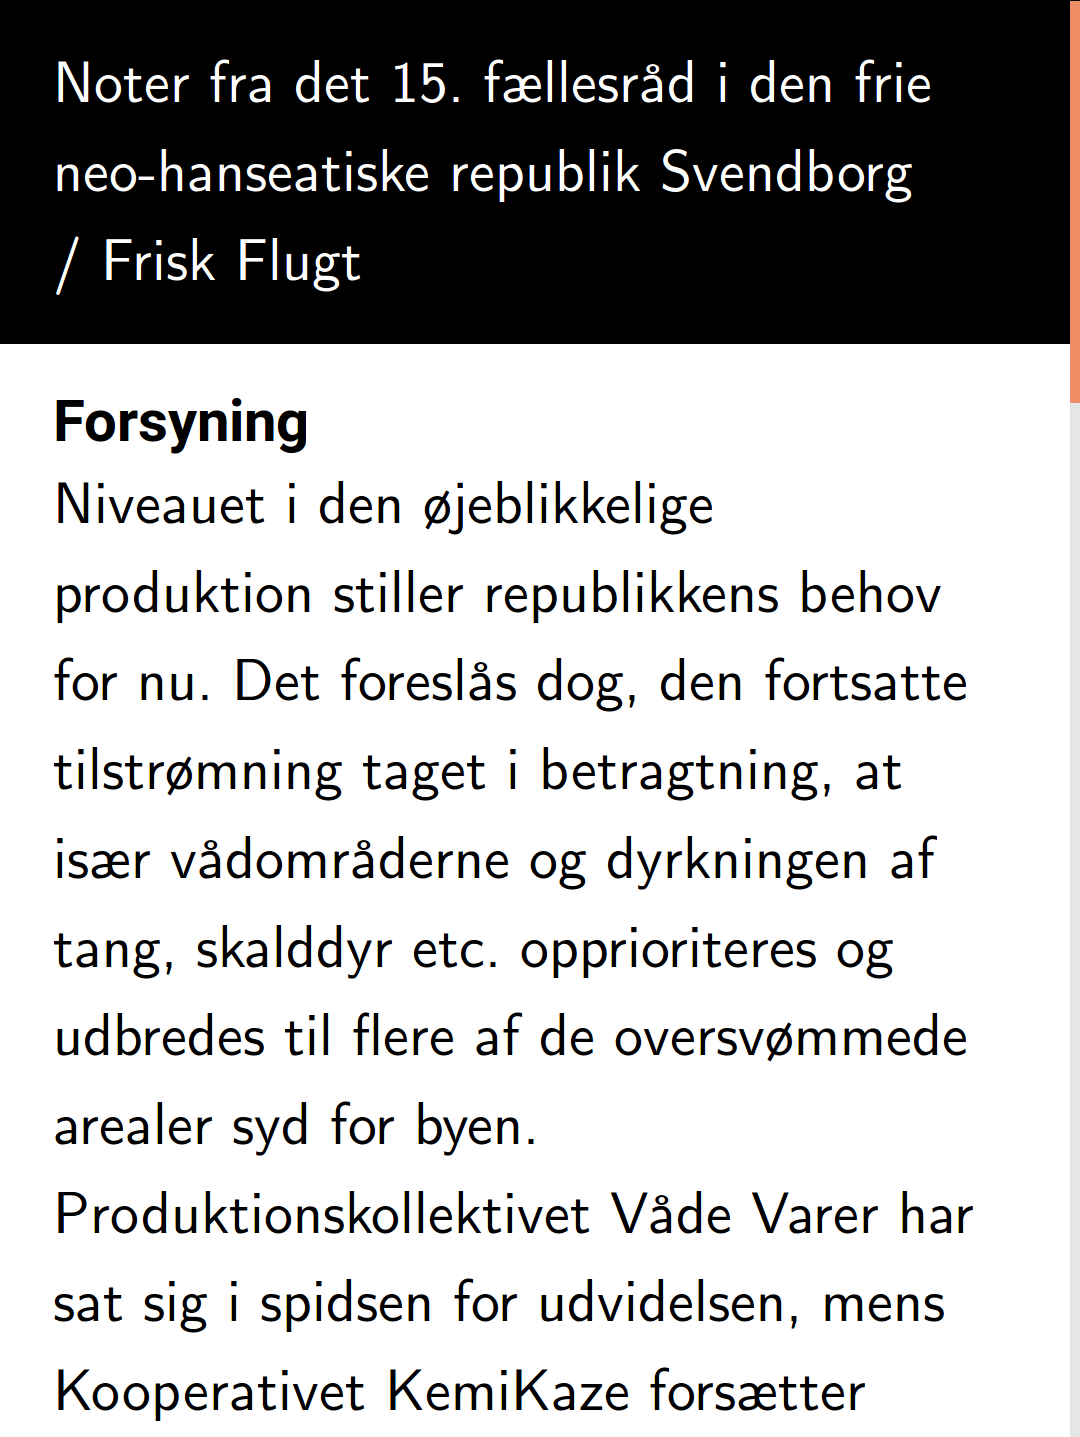 Noter fra det 15. fællesråd i den frie
neo-hanseatiske republik Svendborg
/ Frisk Flugt
Forsyning
Niveauet i den øjeblikkelige
produktion stiller republikkens behov
for nu. Det foreslås dog, den fortsatte
tilstrømning taget i betragtning, at
især vådområderne og dyrkningen af
tang, skalddyr etc. opprioriteres og
udbredes til flere af de oversvømmede
arealer syd for byen.
Produktionskollektivet Våde Varer har
sat sig i spidsen for udvidelsen, mens
Kooperativet KemiKaze forsætter